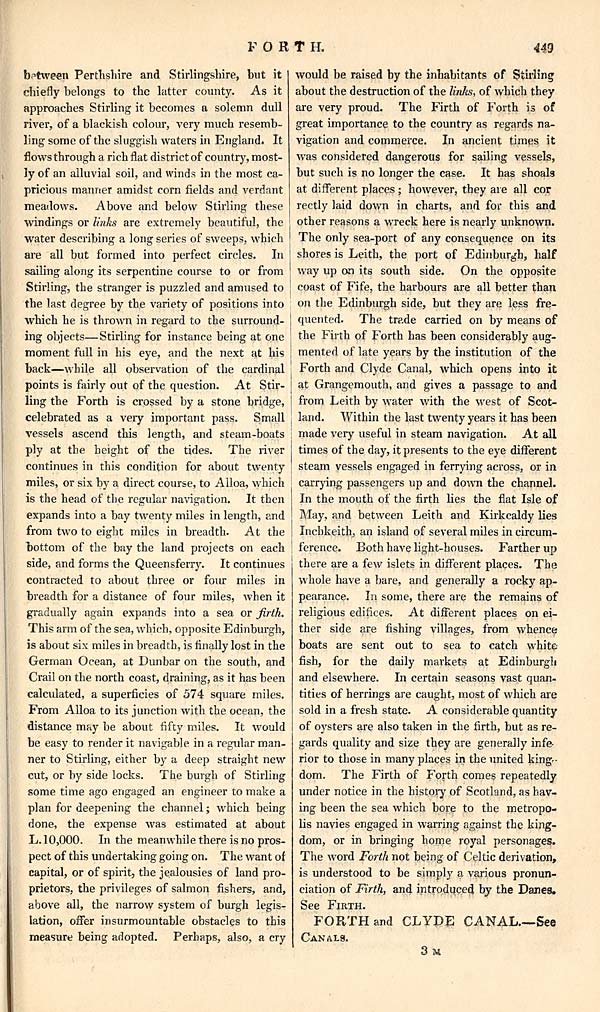 FORTH.
449
between Perthshire and Stirlingshire, but it
chiefly belongs to the latter county. As it
approaches Stirling it becomes a solemn dull
river, of a blackish colour, very much resemb-
ling some of the sluggish waters in England. It
flows through a rich flat district of country, most-
ly of an alluvial soil, and winds in the most ca-
pricious manner amidst corn fields and verdant
meadows. Above and below Stirling these
windings or links are extremely beautiful, the
water describing a long series of sweeps, which
are all but formed into perfect circles. In
sailing along its serpentine course to or from
Stirling, the stranger is puzzled and amused to
the last degree by the variety of positions into
which he is thrown in regard to the surround-
ing objects—Stirling for instance being at one
moment full in his eye, and the next at his
back—while all observation of the cardinal
points is fairly out of the question. At Stir-
ling the Forth is crossed by a stone bridge,
celebrated as a very important pass. Small
vessels ascend this length, and steam-boats
ply at the height of the tides. The river
continues in this condition for about twenty
miles, or six by a direct course, to Alloa, which
is the head of the regular navigation. It then
expands into a bay twenty miles in length, and
from two to eight miles in breadth. At the
bottom of the bay the land projects on each
side, and forms the Queensferry. It continues
contracted to about three or four miles in
breadth for a distance of four miles, when it
gradually again expands into a sea or firth.
This arm of the sea, which, opposite Edinburgh,
is about six miles in breadth, is finally lost in the
German Ocean, at Dunbar on the south, and
Crail on the north coast, draining, as it has been
calculated, a superficies of 574 square miles.
From Alloa to its junction with the ocean, the
distance may be about fifty miles. It would
be easy to render it navigable in a regular man-
ner to Stirling, either by a deep straight new
cut, or by side locks. The burgh of Stirling
some time ago engaged an engineer to make a
plan for deepening the channel; which being
done, the expense was estimated at about
L.10,000. In the meanwhile there is no pros-
pect of this undertaking going on. The want of
capital, or of spirit, the jealousies of land pro-
prietors, the privileges of salmon fishers, and,
above all, the narrow system of burgh legis-
lation, offer insurmountable obstacles to this
measure being adopted. Perhaps, also, a cry
would be raised by the inhabitants of Stirling
about the destruction of the links, of which they
are very proud. The Firth of Forth is of
great importance to the country as regards na-
vigation and commerce. In ancient times it
was considered dangerous for sailing vessels,
but such is no longer the case. It has shoals
at different places; however, they are all cor
rectly laid down in charts, and for this and
other reasons a wreck here is nearly unknown.
The only sea-port of any consequence on its
shores is Leith, the port of Edinburgh, half
way up on its south side. On the opposite
coast of Fife, the harbours are all better than
on the Edinburgh side, but they are less fre-
quented. The trade carried on by means of
the Firth of Forth has been considerably aug-
mented of late years by the institution of the
Forth and Clyde Canal, which opens into it
at Grangemouth, and gives a passage to and
from Leith by water with the west of Scot-
land. Within the last twenty years it has been
made very useful in steam navigation. At all
times of the day, it presents to the eye different
steam vessels engaged in ferrying across, or in
carrying passengers up and down the channel.
In the mouth of the firth lies the flat Isle of
May, and between Leith and Kirkcaldy lies
Inchkeith, an island of several miles in circum-
ference. Both have light-houses. Farther up
there are a few islets in different places. The
whole have a bare, and generally a rocky ap-
pearance. In some, there are the remains of
religious edifices. At different places on ei-
ther side are fishing villages, from whence
boats are sent out to sea to catch white
fish, for the daily markets at Edinburgh
and elsewhere. In certain seasons vast quan-
tities of herrings are caught, most of which are
sold in a fresh state. A considerable quantity
of oysters are also taken in the firth, but as re-
gards quality and size they are generally infe
rior to those in many places in the united king-
dom. The Firth of Forth comes repeatedly
under notice in the history of Scotland, as hav-
ing been the sea which bore to the metropo-
lis navies engaged in warring against the king-
dom, or in bringing home royal personages.
The word Forth not being of Celtic derivation,
is understood to be simply a various pronun-
ciation of Firth, and introduced by the Danes.
See FIRTH.
FORTH and CLYDE CANAL.—See
CANALS.
3 M